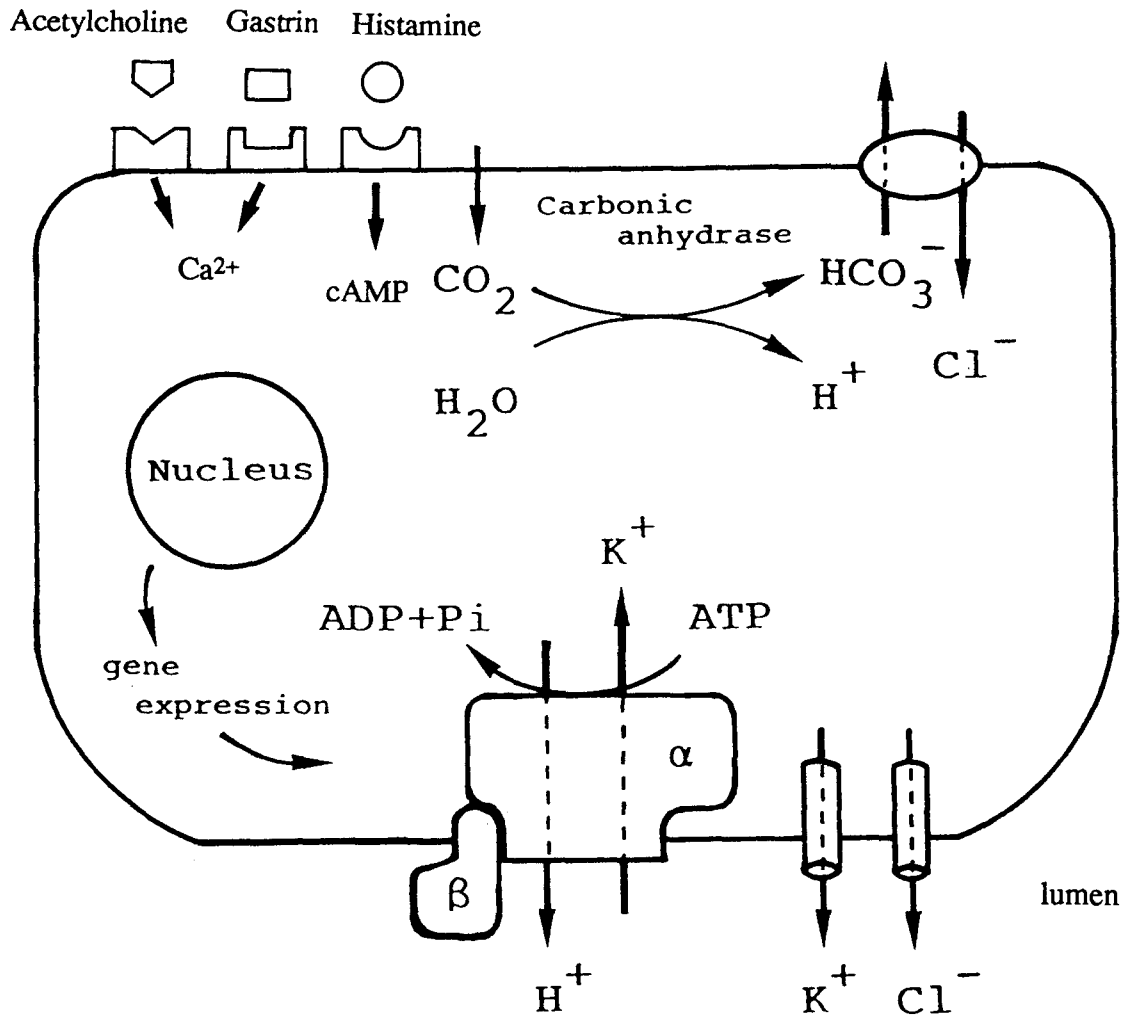 Acetylcholine Gastrin Histamine
Carbonic
anhydrase
Ca2+
cAMP
CO2
HCO3−
H2O
H+
Cl−
Nucleus
K+
ADP+Pi
ATP
gene
expression
α
β
lumen
H+
K+
Cl−